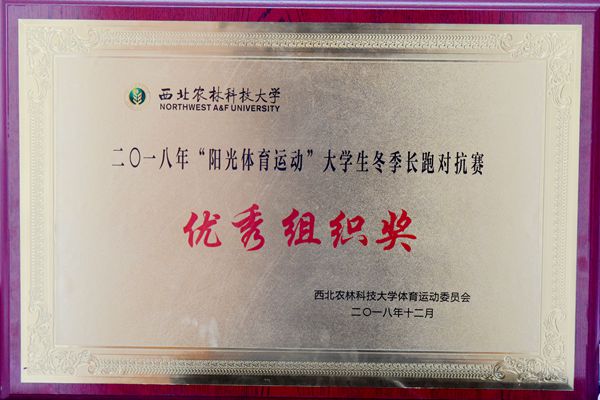 西北农林科技大学
NORTHWEST A&F UNIVERSITY
二〇一八年“阳光体育运动”大学生冬季长跑对抗赛
优秀组织奖
西北农林科技大学体育运动委员会
二〇一八年十二月